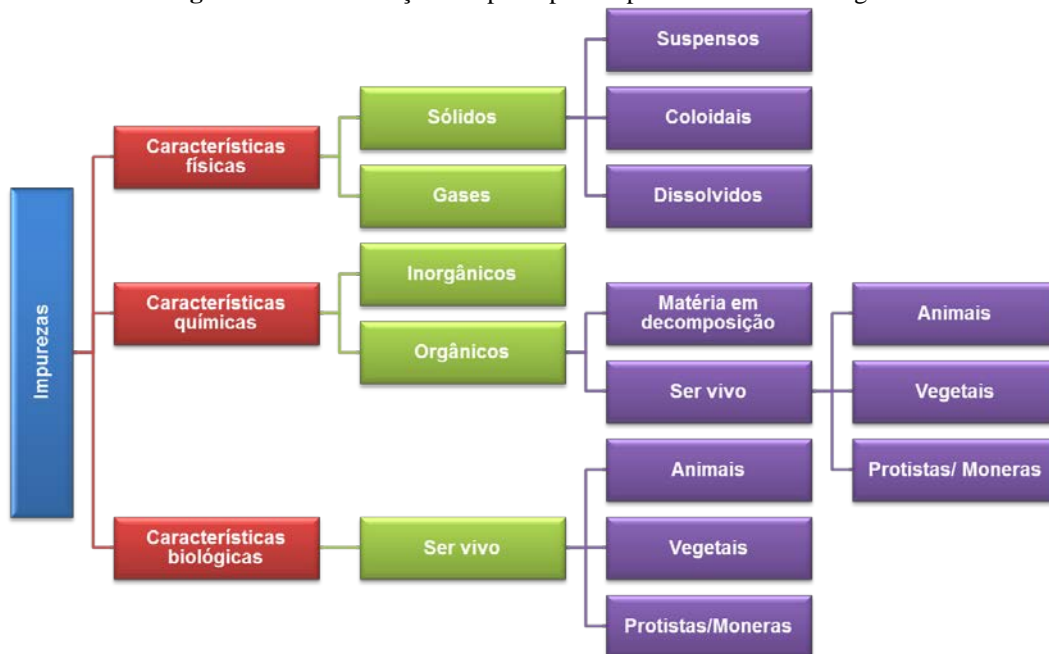 Suspensos
Sólidos
Coloidais
Características
físicas
Gases
Dissolvidos
Impurezas
Inorgânicos
Características
químicas
Orgânicos
Matéria em
decomposição
Animais
Ser vivo
Vegetais
Protistas/ Moneras
Características
biológicas
Ser vivo
Animais
Vegetais
Protistas/Moneras